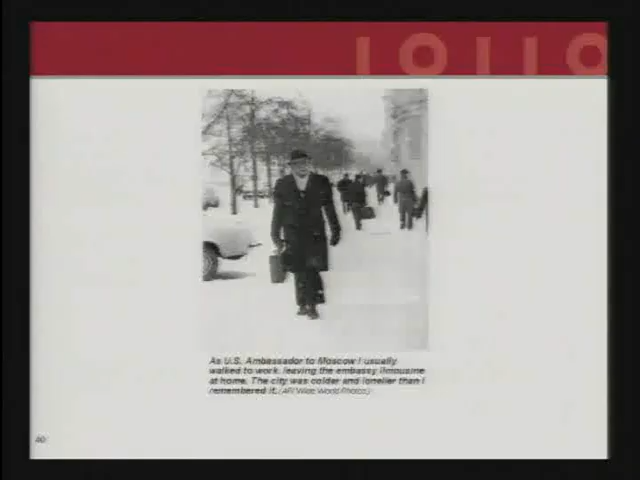 IOIIO
As U.S. Ambassador to Moscow I usually
walked to work, leaving the embassy limousine
at home. The city was colder and lonelier than I
remembered it. (AP/Wide World Photos)
40